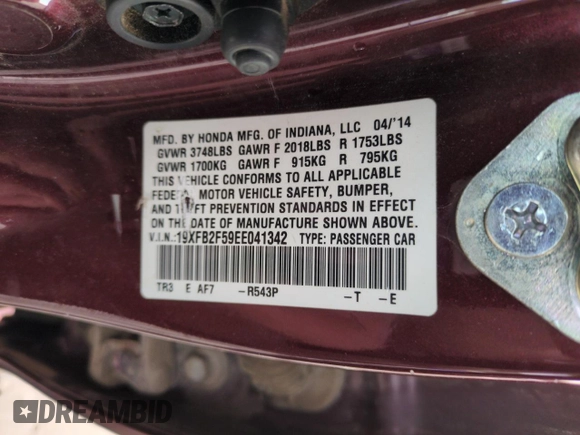 MFD. BY HONDA MFG. OF INDIANA, LLC 04/'14
GVWR 3748LBS GAWR F 2018LBS R 1753LBS
GVWR 1700KG GAWR F 915KG R 795KG
THIS VEHICLE CONFORMS TO ALL APPLICABLE
FEDERAL MOTOR VEHICLE SAFETY, BUMPER,
AND THEFT PREVENTION STANDARDS IN EFFECT
ON THE DATE OF MANUFACTURE SHOWN ABOVE.
V.I.N.:19XFB2F59EE041342 TYPE: PASSENGER CAR
TR3 E AF7 -R543P -T -E
DREAMBID